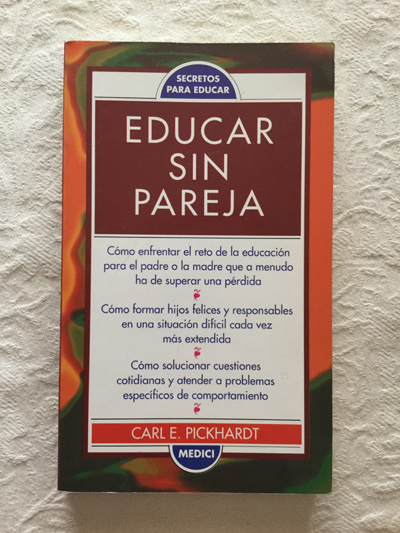 SECRETOS
PARA EDUCAR
EDUCAR
SIN
PAREJA
Cómo enfrentar el reto de la educación
para el padre o la madre que a menudo
ha de superar una pérdida
Cómo formar hijos felices y responsables
en una situación difícil cada vez
más extendida
Cómo solucionar cuestiones
cotidianas y atender a problemas
específicos de comportamiento
CARL E. PICKHARDT
MEDICI